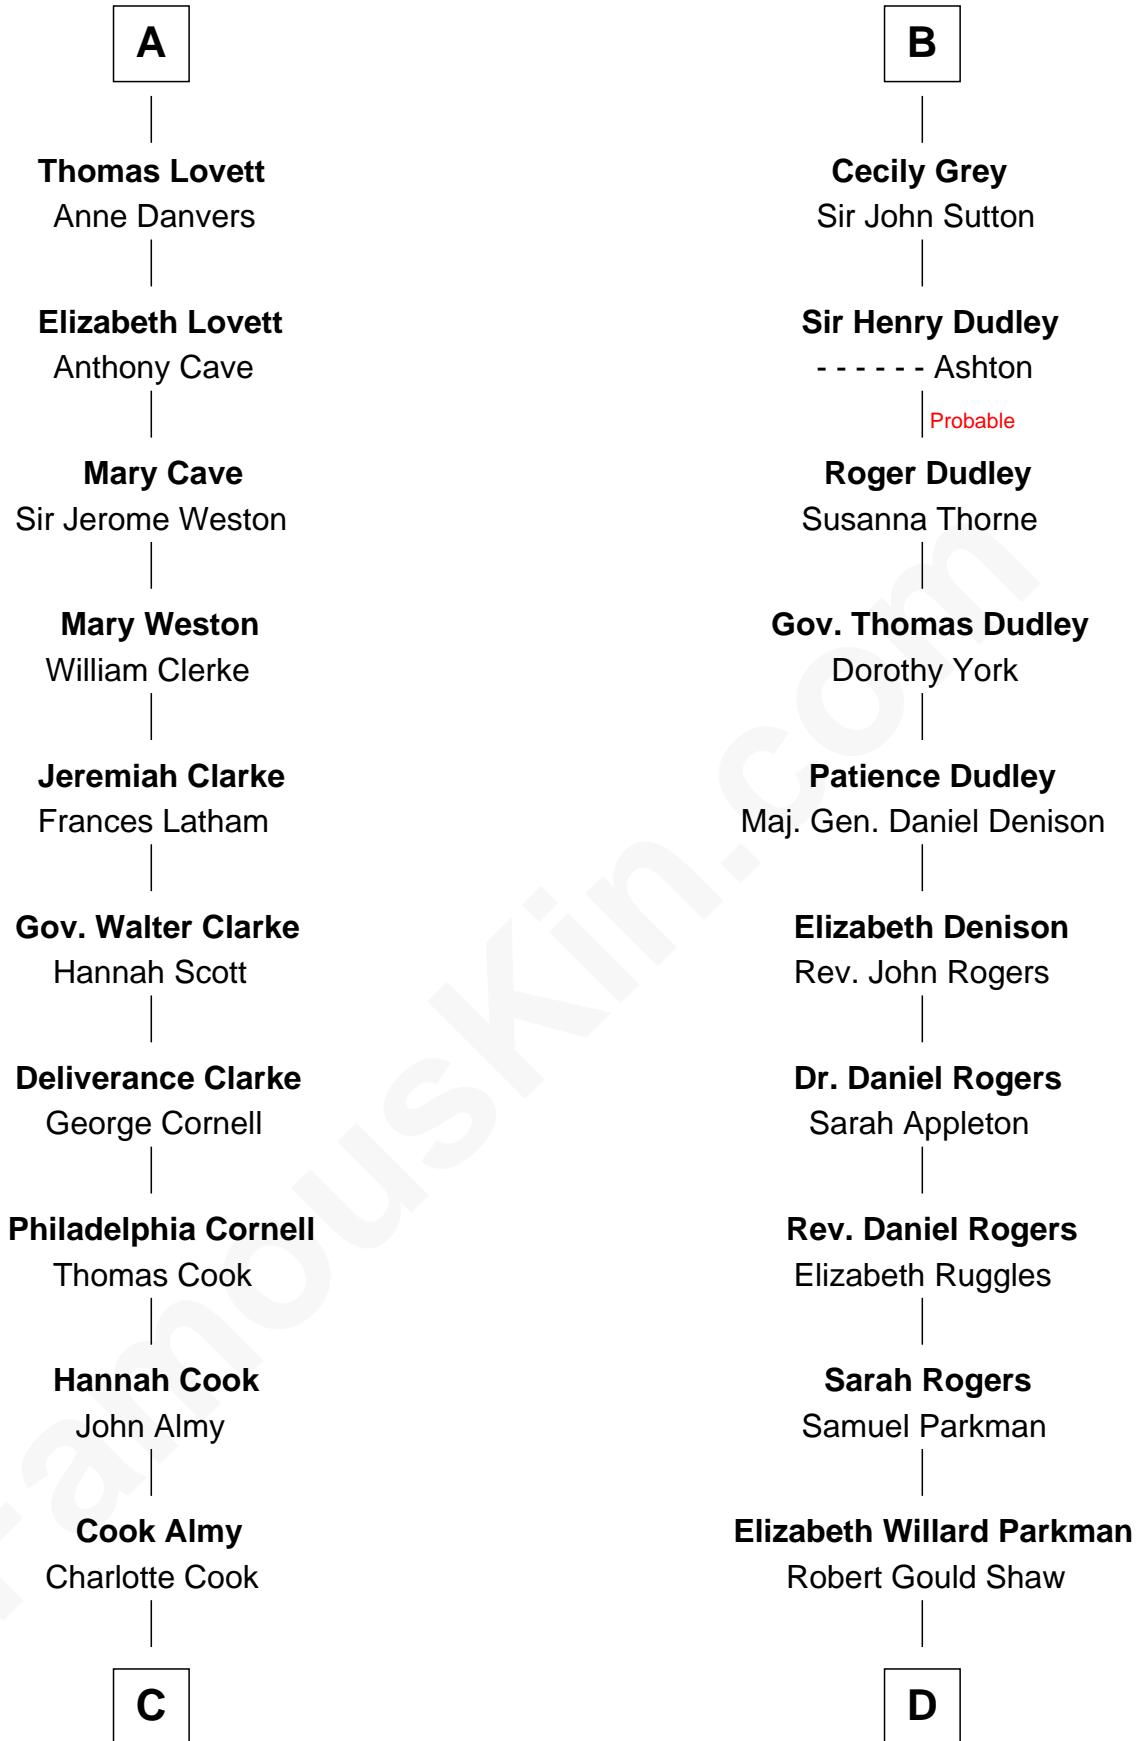 A
Thomas Lovett
Anne Danvers
Elizabeth Lovett
Anthony Cave
Mary Cave
Sir Jerome Weston
Mary Weston
William Clerke
Jeremiah Clarke
Frances Latham
Gov. Walter Clarke
Hannah Scott
Deliverance Clarke
George Cornell
Philadelphia Cornell
Thomas Cook
Hannah Cook
John Almy
Cook Almy
Charlotte Cook
C
B
Cecily Grey
Sir John Sutton
Sir Henry Dudley
- - - - - - Ashton
Probable
Roger Dudley
Susanna Thorne
Gov. Thomas Dudley
Dorothy York
Patience Dudley
Maj. Gen. Daniel Denison
Elizabeth Denison
Rev. John Rogers
Dr. Daniel Rogers
Sarah Appleton
Rev. Daniel Rogers
Elizabeth Ruggles
Sarah Rogers
Samuel Parkman
Elizabeth Willard Parkman
Robert Gould Shaw
D
FamousKin.com